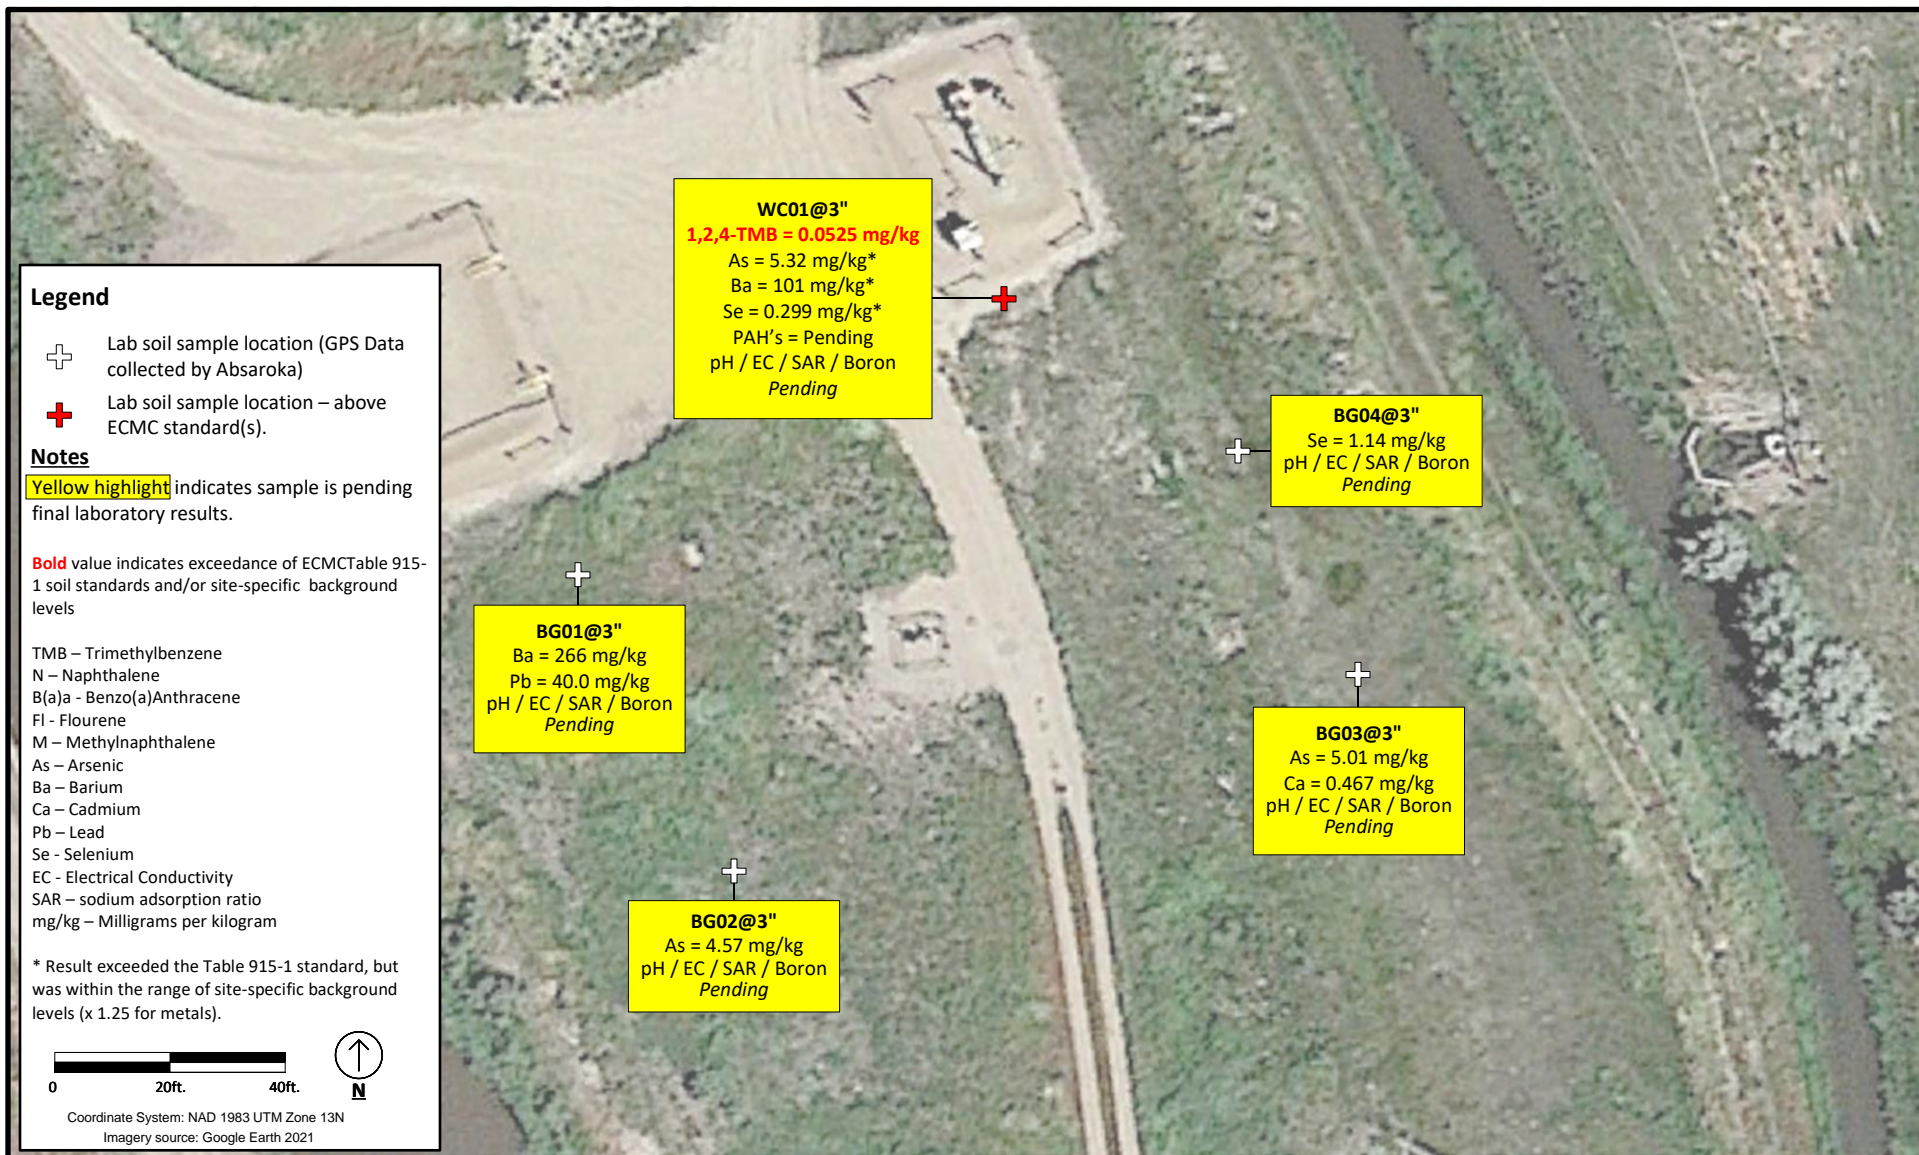 WC01@3"
1,2,4-TMB = 0.0525 mg/kg
As = 5.32 mg/kg*
Ba = 101 mg/kg*
Se = 0.299 mg/kg*
PAH's = Pending
pH / EC / SAR / Boron
Pending
BG04@3"
Se = 1.14 mg/kg
pH / EC / SAR / Boron
Pending
BG01@3"
Ba = 266 mg/kg
Pb = 40.0 mg/kg
pH / EC / SAR / Boron
Pending
BG03@3"
As = 5.01 mg/kg
Ca = 0.467 mg/kg
pH / EC / SAR / Boron
Pending
BG02@3"
As = 4.57 mg/kg
pH / EC / SAR / Boron
Pending
Legend
Lab soil sample location (GPS Data
collected by Absaroka)
Lab soil sample location – above
ECMC standard(s).
Notes
Yellow highlight indicates sample is pending
final laboratory results.
Bold value indicates exceedance of ECMCTable 915-
1 soil standards and/or site-specific background
levels
TMB – Trimethylbenzene
N – Naphthalene
B(a)a - Benzo(a)Anthracene
Fl - Flourene
M – Methylnaphthalene
As – Arsenic
Ba – Barium
Ca – Cadmium
Pb – Lead
Se - Selenium
EC - Electrical Conductivity
SAR – sodium adsorption ratio
mg/kg – Milligrams per kilogram
* Result exceeded the Table 915-1 standard, but
was within the range of site-specific background
levels (x 1.25 for metals).
0 20ft. 40ft.
N
Coordinate System: NAD 1983 UTM Zone 13N
Imagery source: Google Earth 2021